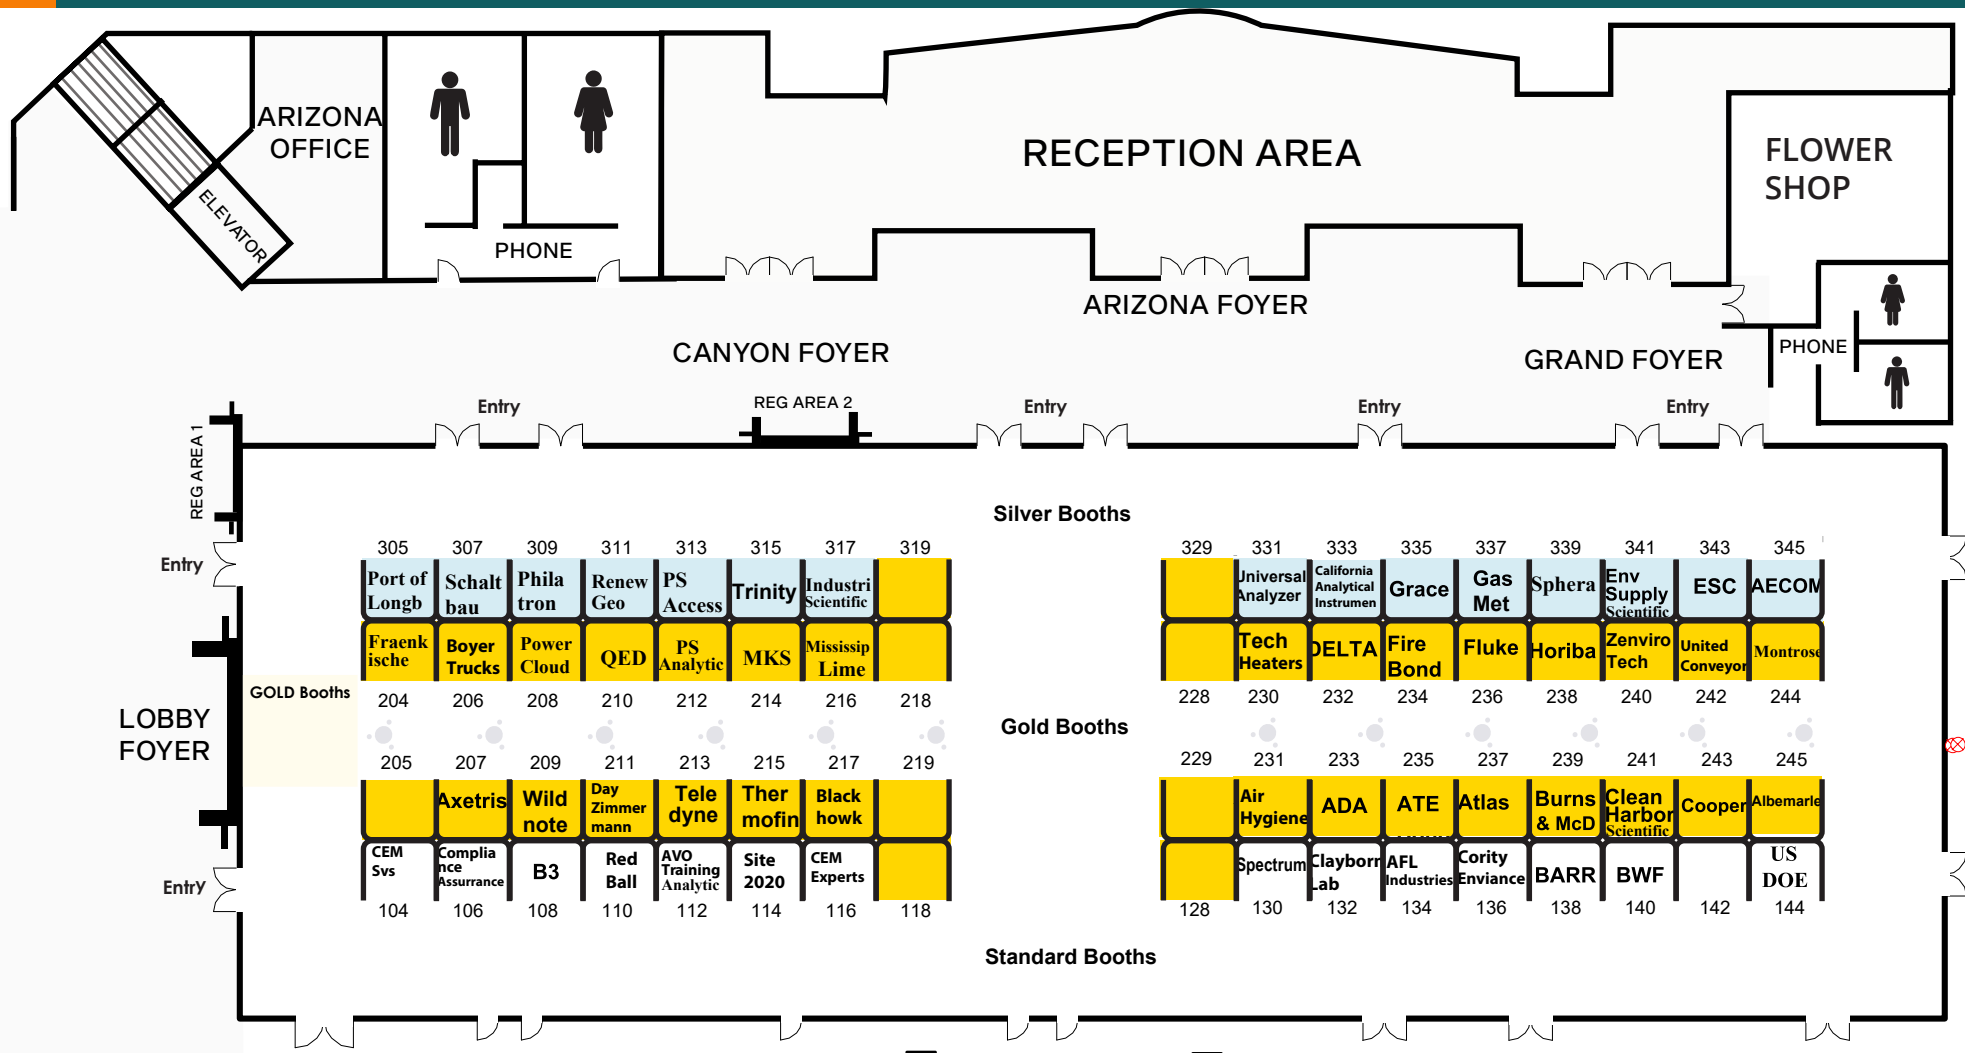 ARIZONA
OFFICE
ELEVATOR
PHONE
RECEPTION AREA
FLOWER
SHOP
ARIZONA FOYER
CANYON FOYER
GRAND FOYER
PHONE
REG AREA 1
Entry
REG AREA 2
Entry
Entry
Entry
Silver Booths
Entry
305 307 309 311 313 315 317 319
Port of
Longb
Schalt
bau
Phila
tron
Renew
Geo
PS
Access
Trinity
Industri
Scientific
329 331 333 335 337 339 341 343 345
Universal
Analyzer
California
Analytical
Instrumen
Grace
Gas
Met
Sphera
Env
Supply
Scientific
ESC
AECOM
Fraenk
ische
Boyer
Trucks
Power
Cloud
QED
PS
Analytic
MKS
Mississip
Lime
Tech
Heaters
DELTA
Fire
Bond
Fluke
Horiba
Zenviro
Tech
United
Conveyor
Montrose
GOLD Booths
204 206 208 210 212 214 216 218
228 230 232 234 236 238 240 242 244
LOBBY
FOYER
Gold Booths
205 207 209 211 213 215 217 219
229 231 233 235 237 239 241 243 245
Axetris
Wild
note
Day
Zimmer
mann
Tele
dyne
Ther
mofin
Black
howk
Air
Hygiene
ADA
ATE
Atlas
Burns
& McD
Clean
Harbor
Scientific
Cooper
Albemarle
CEM
Svs
Complia
nce
Assurrance
B3
Red
Ball
AVO
Training
Analytic
Site
2020
CEM
Experts
Spectrum
Clayborn
Lab
AFL
Industries
Cority
Enviance
BARR
BWF
US
DOE
Entry
104 106 108 110 112 114 116 118
128 130 132 134 136 138 140 142 144
Standard Booths